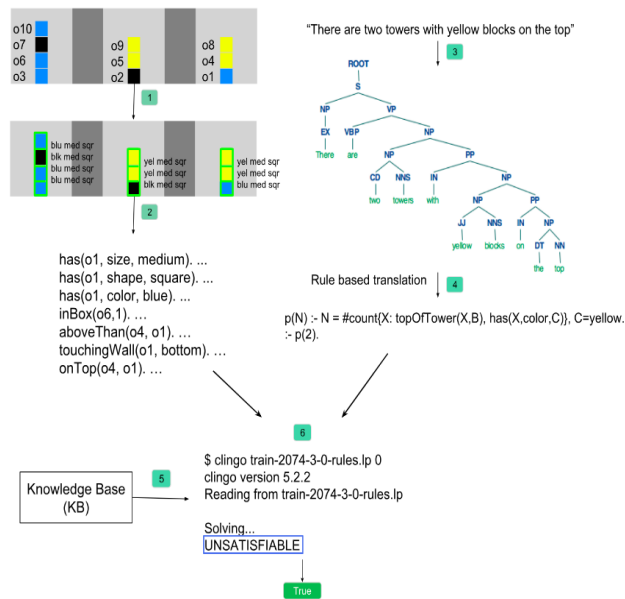 o10
o7
o6
o3
o9
o5
o2
o8
o4
o1
1
blu med sqr
blk med sqr
blu med sqr
blu med sqr
yel med sqr
yel med sqr
blk med sqr
yel med sqr
yel med sqr
blu med sqr
2
has(o1, size, medium). ...
has(o1, shape, square). ...
has(o1, color, blue). ...
inBox(o6,1). ...
aboveThan(o4, o1). ...
touchingWall(o1, bottom). ...
onTop(o4, o1). ...
“There are two towers with yellow blocks on the top”
3
ROOT
S
NP VP
EX VBP NP
There are NP PP
CD NNS IN NP
two towers with NP PP
JJ NNS IN NP
yellow blocks on DT NN
the top
Rule based translation
4
p(N) :- N = #count{X: topOfTower(X,B), has(X,color,C)}, C=yellow.
:- p(2).
6
$ clingo train-2074-3-0-rules.lp 0
clingo version 5.2.2
Reading from train-2074-3-0-rules.lp
Knowledge Base
(KB)
5
Solving...
UNSATISFIABLE
True